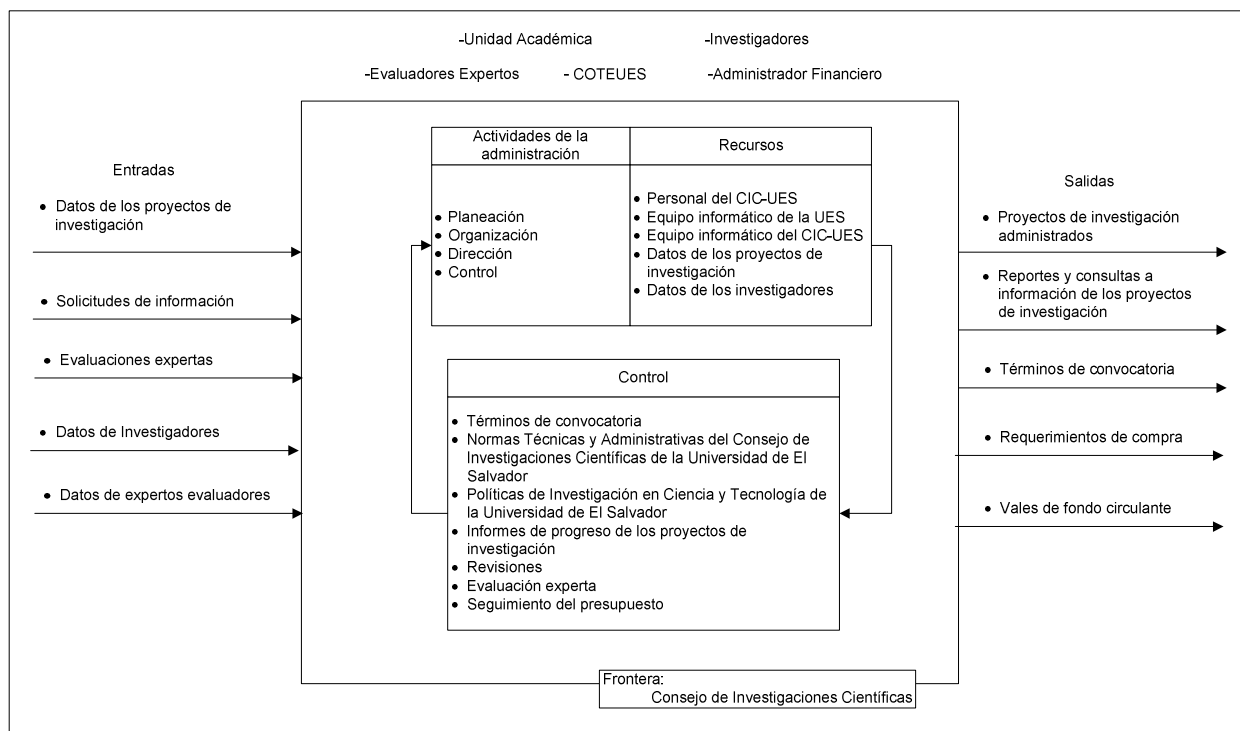 -Unidad Académica
-Investigadores
-Evaluadores Expertos
- COTEUES
-Administrador Financiero
Entradas
• Datos de los proyectos de
investigación
• Solicitudes de información
• Evaluaciones expertas
• Datos de Investigadores
• Datos de expertos evaluadores
Actividades de la
administración
• Planeación
• Organización
• Dirección
• Control
Recursos
• Personal del CIC-UES
• Equipo informático de la UES
• Equipo informático del CIC-UES
• Datos de los proyectos de
investigación
• Datos de los investigadores
Control
• Términos de convocatoria
• Normas Técnicas y Administrativas del Consejo de
Investigaciones Científicas de la Universidad de El
Salvador
• Políticas de Investigación en Ciencia y Tecnología de
la Universidad de El Salvador
• Informes de progreso de los proyectos de
investigación
• Revisiones
• Evaluación experta
• Seguimiento del presupuesto
Salidas
• Proyectos de investigación
administrados
• Reportes y consultas a
información de los proyectos
de investigación
• Términos de convocatoria
• Requerimientos de compra
• Vales de fondo circulante
Frontera:
Consejo de Investigaciones Científicas